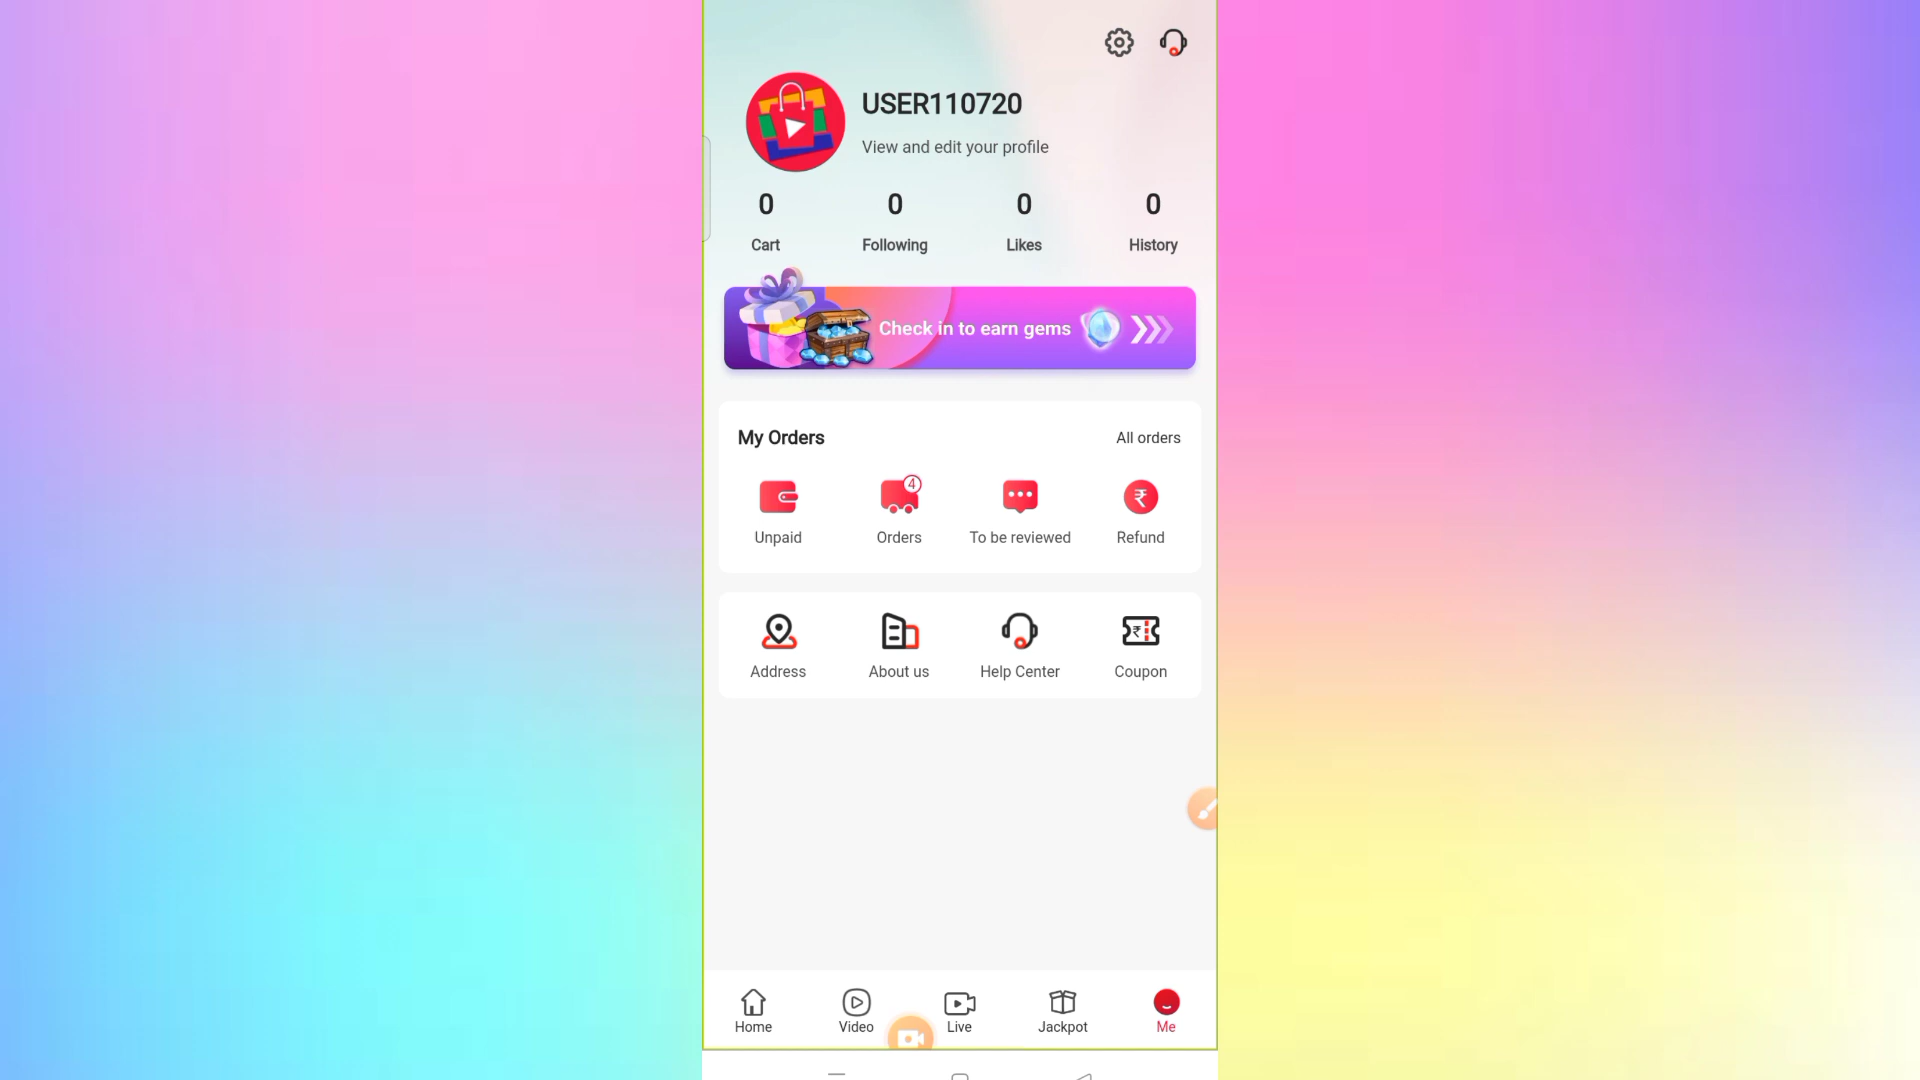 USER110720
View and edit your profile
0 0 0 0
Cart Following Likes History
Check in to earn gems
My Orders All orders
4
Unpaid Orders To be reviewed Refund
Address About us Help Center Coupon
Home Video Live Jackpot Me